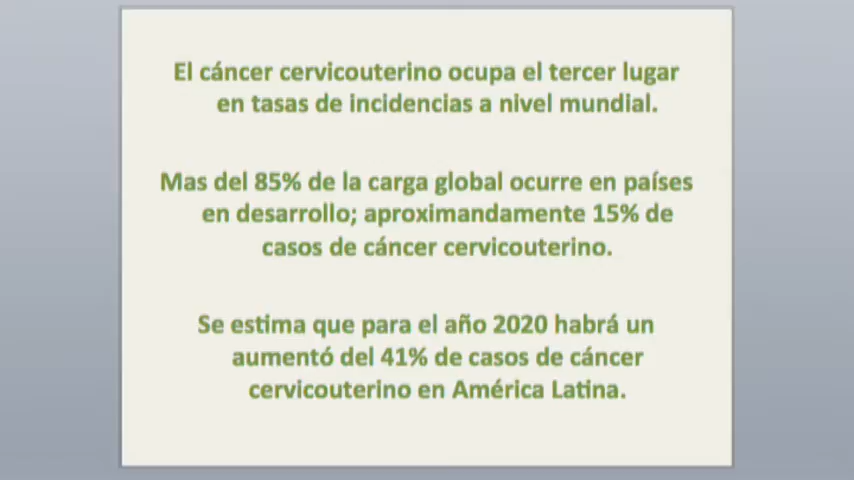 El cáncer cervicouterino ocupa el tercer lugar
en tasas de incidencias a nivel mundial.
Mas del 85% de la carga global ocurre en países
en desarrollo; aproximandamente 15% de
casos de cáncer cervicouterino.
Se estima que para el año 2020 habrá un
aumentó del 41% de casos de cáncer
cervicouterino en América Latina.